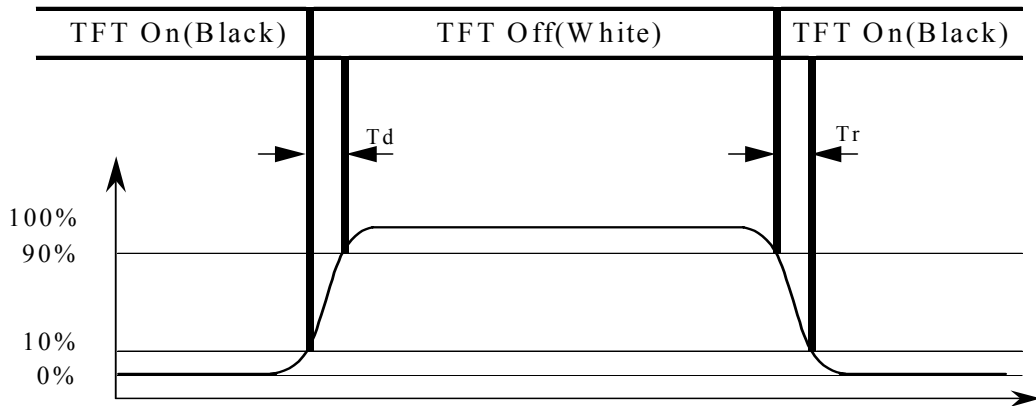 TFT On(Black) TFT Off(White) TFT On(Black)
Td Tr
100%
90%
10%
0%